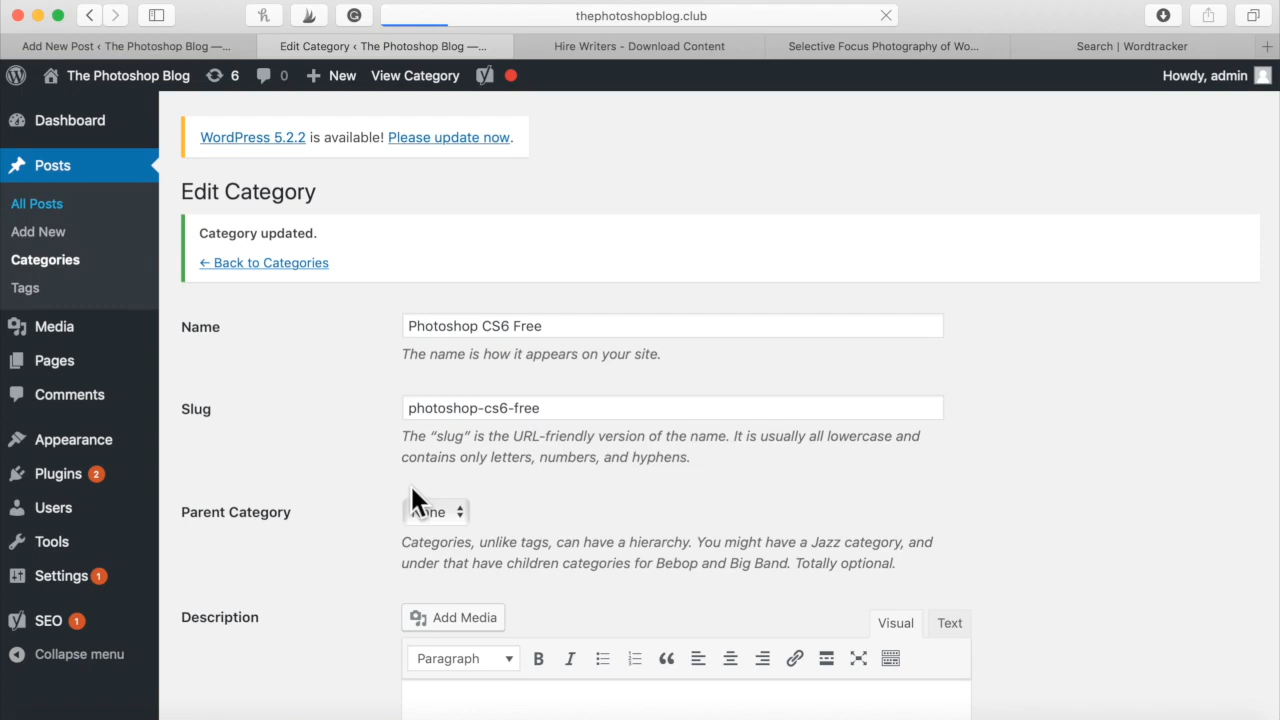 thephotoshopblog.club
Add New Post ‹ The Photoshop Blog —...
Edit Category ‹ The Photoshop Blog —...
Hire Writers - Download Content
Selective Focus Photography of Wo...
Search | Wordtracker
The Photoshop Blog
6
0
New
View Category
Howdy, admin
Dashboard
Posts
All Posts
Add New
Categories
Tags
Media
Pages
Comments
Appearance
Plugins 2
Users
Tools
Settings 1
SEO 1
Collapse menu
WordPress 5.2.2 is available! Please update now.
Edit Category
Category updated.
← Back to Categories
Name
Photoshop CS6 Free
The name is how it appears on your site.
Slug
photoshop-cs6-free
The “slug” is the URL-friendly version of the name. It is usually all lowercase and
contains only letters, numbers, and hyphens.
Parent Category
Categories, unlike tags, can have a hierarchy. You might have a Jazz category, and
under that have children categories for Bebop and Big Band. Totally optional.
Description
Add Media
Visual
Text
Paragraph
B
I